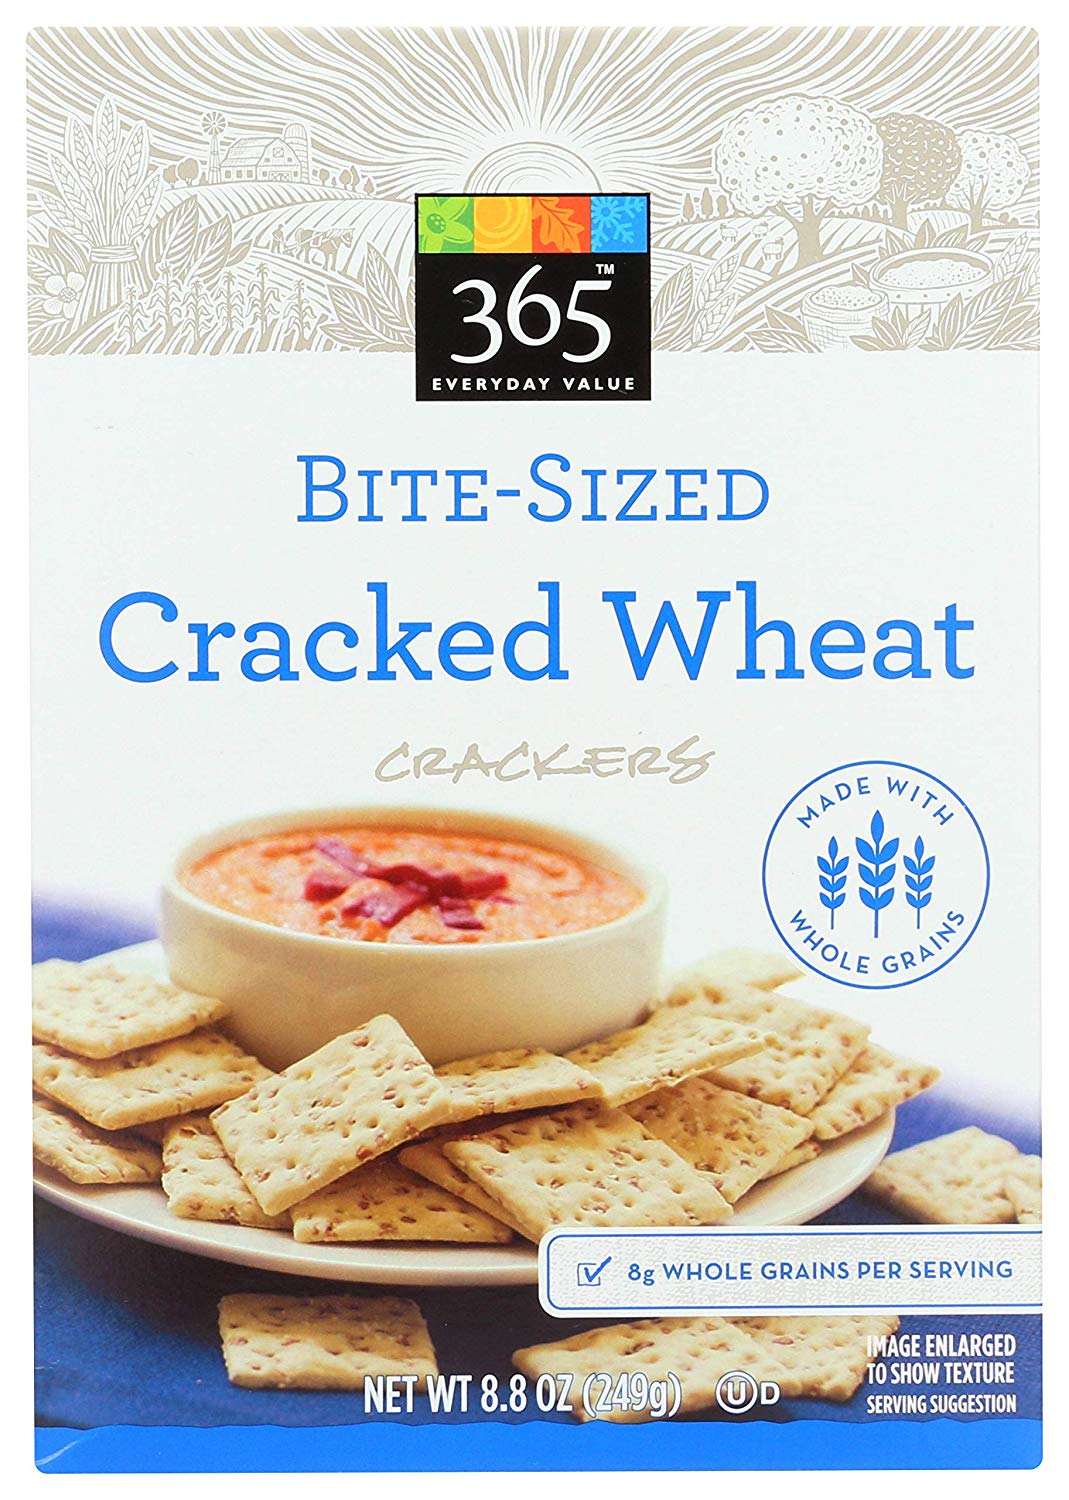 365™
EVERYDAY VALUE
BITE-SIZED
Cracked Wheat
CRACKERS
MADE WITH
WHOLE GRAINS
8g WHOLE GRAINS PER SERVING
IMAGE ENLARGED
TO SHOW TEXTURE
SERVING SUGGESTION
NET WT 8.8 OZ (249g) U D